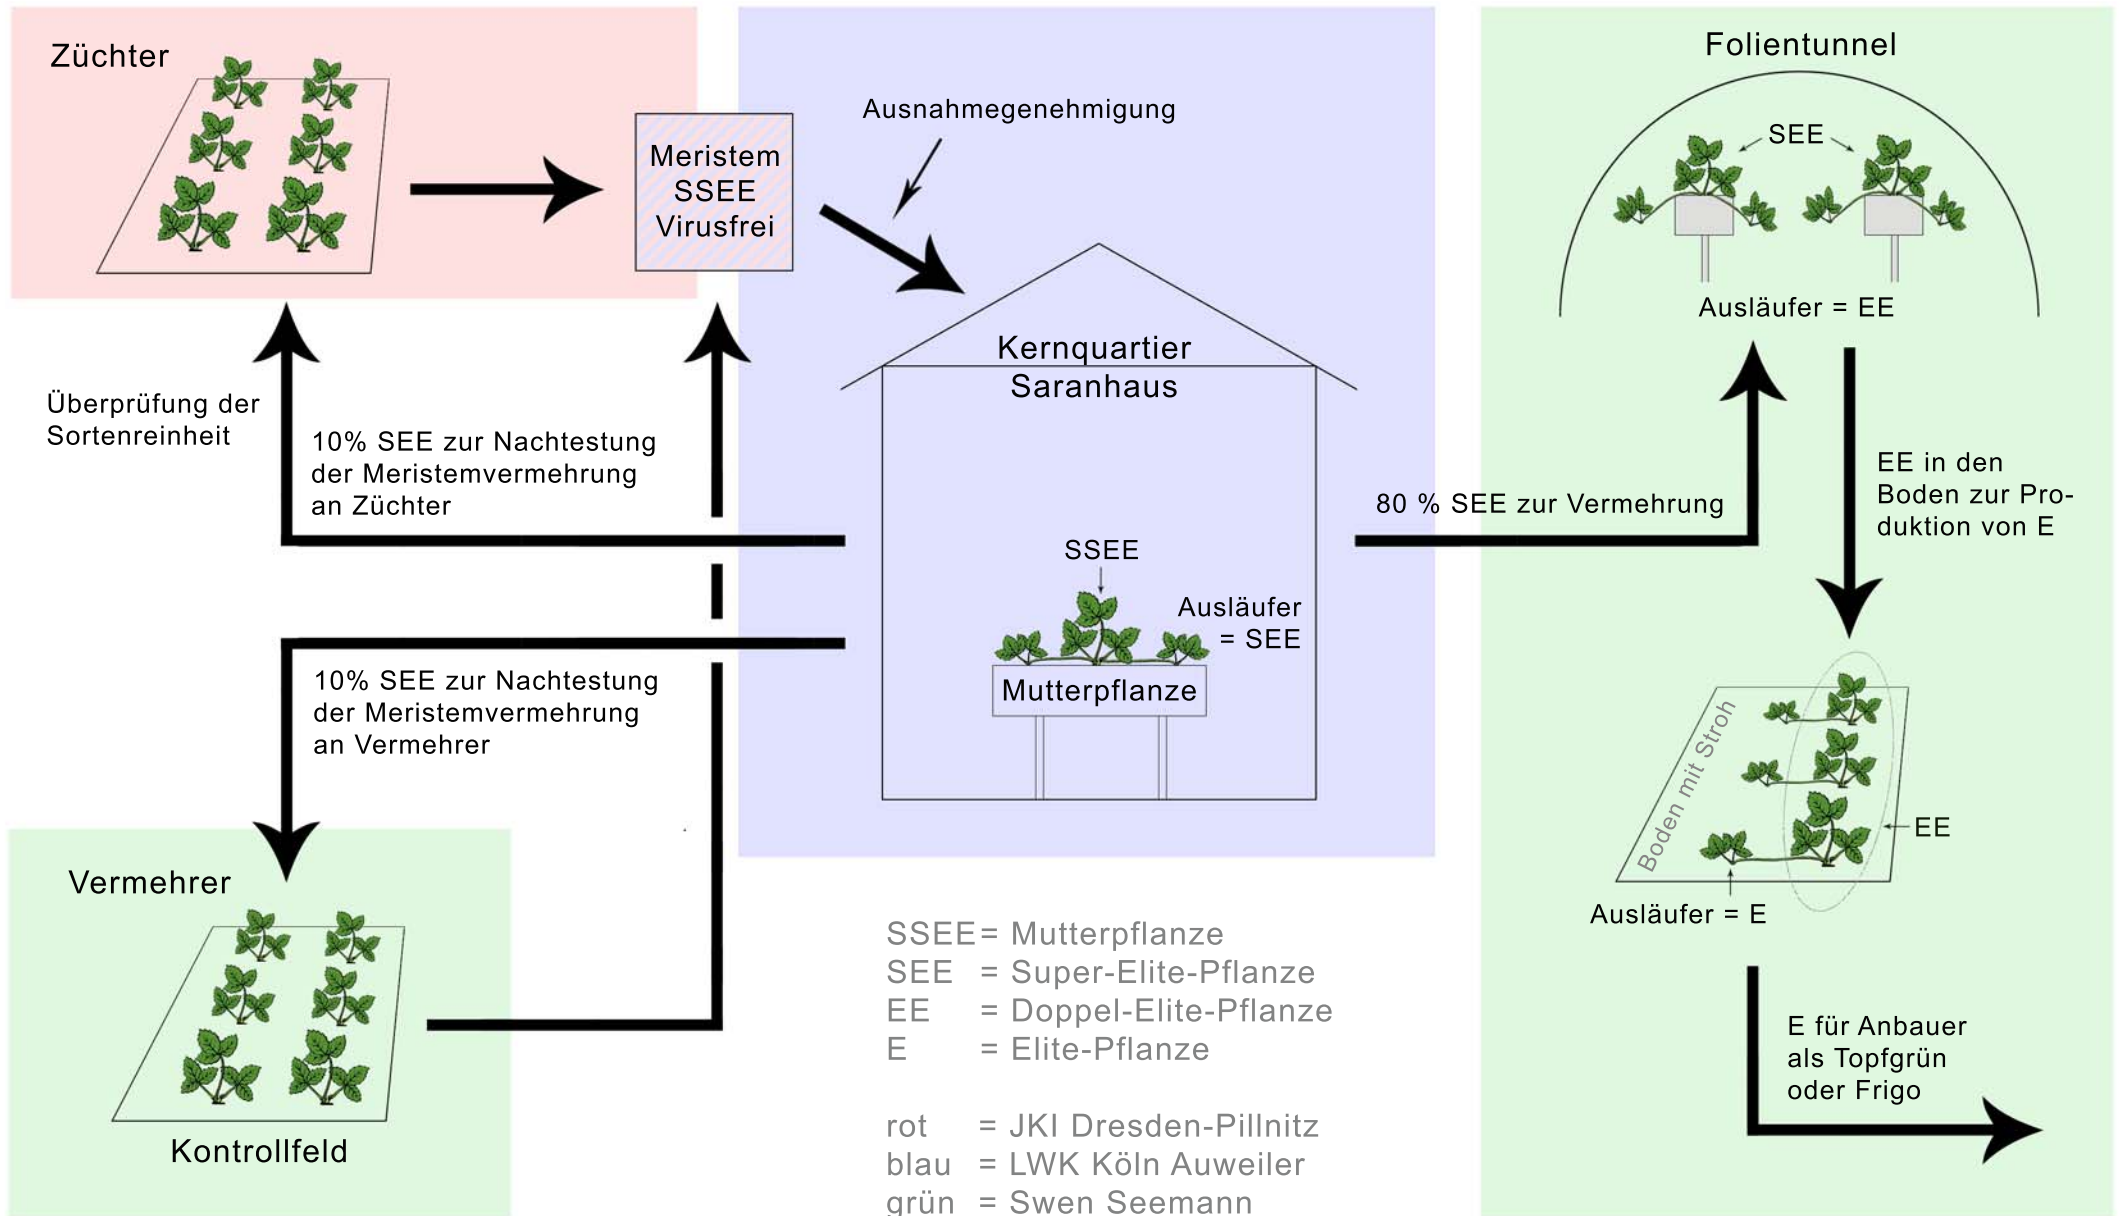 Züchter
Meristem
SSEE
Virusfrei
Ausnahmegenehmigung
Folientunnel
SEE
Ausläufer = EE
Kernquartier
Saranhaus
Überprüfung der
Sortenreinheit
10% SEE zur Nachtestung
der Meristemvermehrung
an Züchter
80 % SEE zur Vermehrung
EE in den
Boden zur Pro-
duktion von E
SSEE
Ausläufer
= SEE
Mutterpflanze
10% SEE zur Nachtestung
der Meristemvermehrung
an Vermehrer
Boden mit Stroh
EE
Ausläufer = E
Vermehrer
Kontrollfeld
SSEE = Mutterpflanze
SEE = Super-Elite-Pflanze
EE = Doppel-Elite-Pflanze
E = Elite-Pflanze
rot = JKI Dresden-Pillnitz
blau = LWK Köln Auweiler
grün = Swen Seemann
E für Anbauer
als Topfgrün
oder Frigo